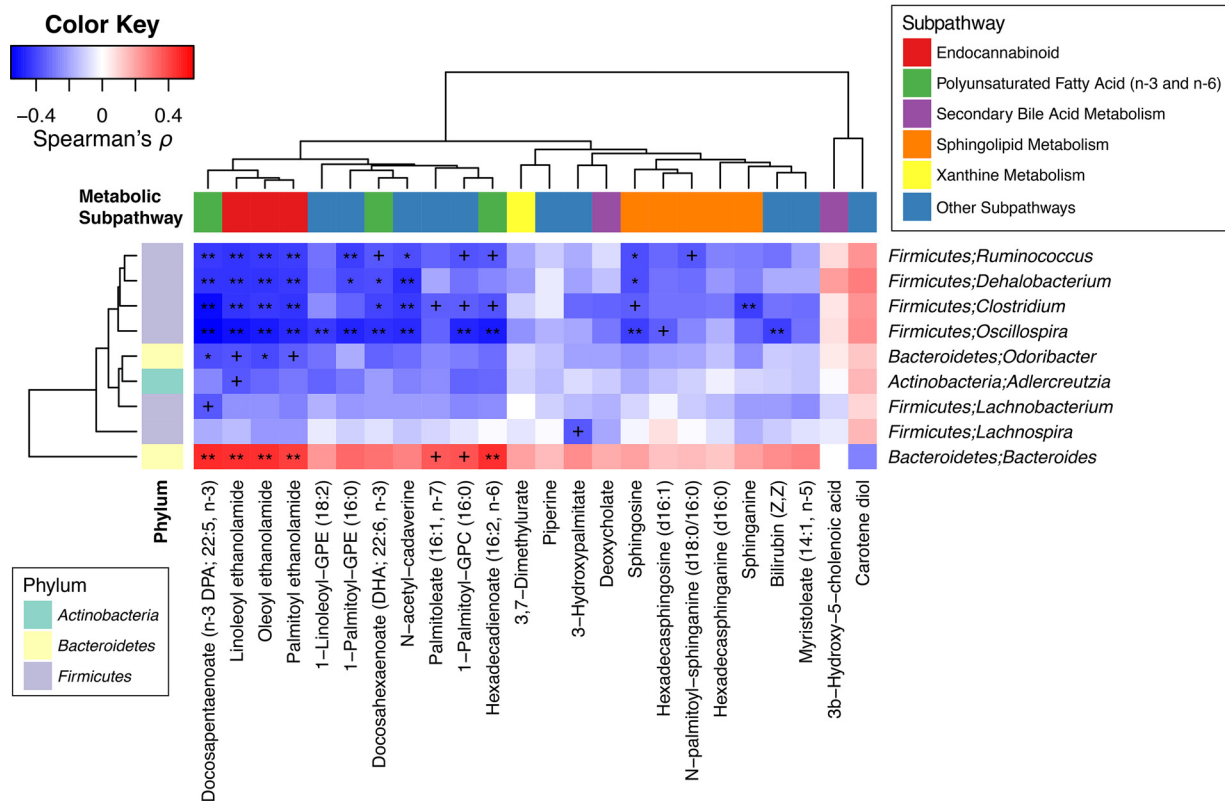 Color Key
−0.4 0 0.4
Spearman's ρ
Subpathway
Endocannabinoid
Polyunsaturated Fatty Acid (n-3 and n-6)
Secondary Bile Acid Metabolism
Sphingolipid Metabolism
Xanthine Metabolism
Other Subpathways
Metabolic
Subpathway
** ** ** ** ** + * + + * + Firmicutes;Ruminococcus
** ** ** ** * * ** * Firmicutes;Dehalobacterium
** ** ** ** * ** + + + + ** Firmicutes;Clostridium
** ** ** ** ** ** ** ** ** ** ** + ** Firmicutes;Oscillospira
* + * + Bacteroidetes;Odoribacter
+ Actinobacteria;Adlercreutzia
+ Firmicutes;Lachnobacterium
+ Firmicutes;Lachnospira
** ** ** ** + + ** Bacteroidetes;Bacteroides
Phylum
Docosapentaenoate (n-3 DPA; 22:5, n-3)
Linoleoyl ethanolamide
Oleoyl ethanolamide
Palmitoyl ethanolamide
1−Linoleoyl−GPE (18:2)
1−Palmitoyl−GPE (16:0)
Docosahexaenoate (DHA; 22:6, n-3)
N−acetyl−cadaverine
Palmitoleate (16:1, n-7)
1−Palmitoyl−GPC (16:0)
Hexadecadienoate (16:2, n-6)
3,7−Dimethylurate
Piperine
3−Hydroxypalmitate
Deoxycholate
Sphingosine
Hexadecasphingosine (d16:1)
N−palmitoyl−sphinganine (d18:0/16:0)
Hexadecasphinganine (d16:0)
Sphinganine
Bilirubin (Z,Z)
Myristoleate (14:1, n-5)
3b−Hydroxy−5−cholenoic acid
Carotene diol
Phylum
Actinobacteria
Bacteroidetes
Firmicutes